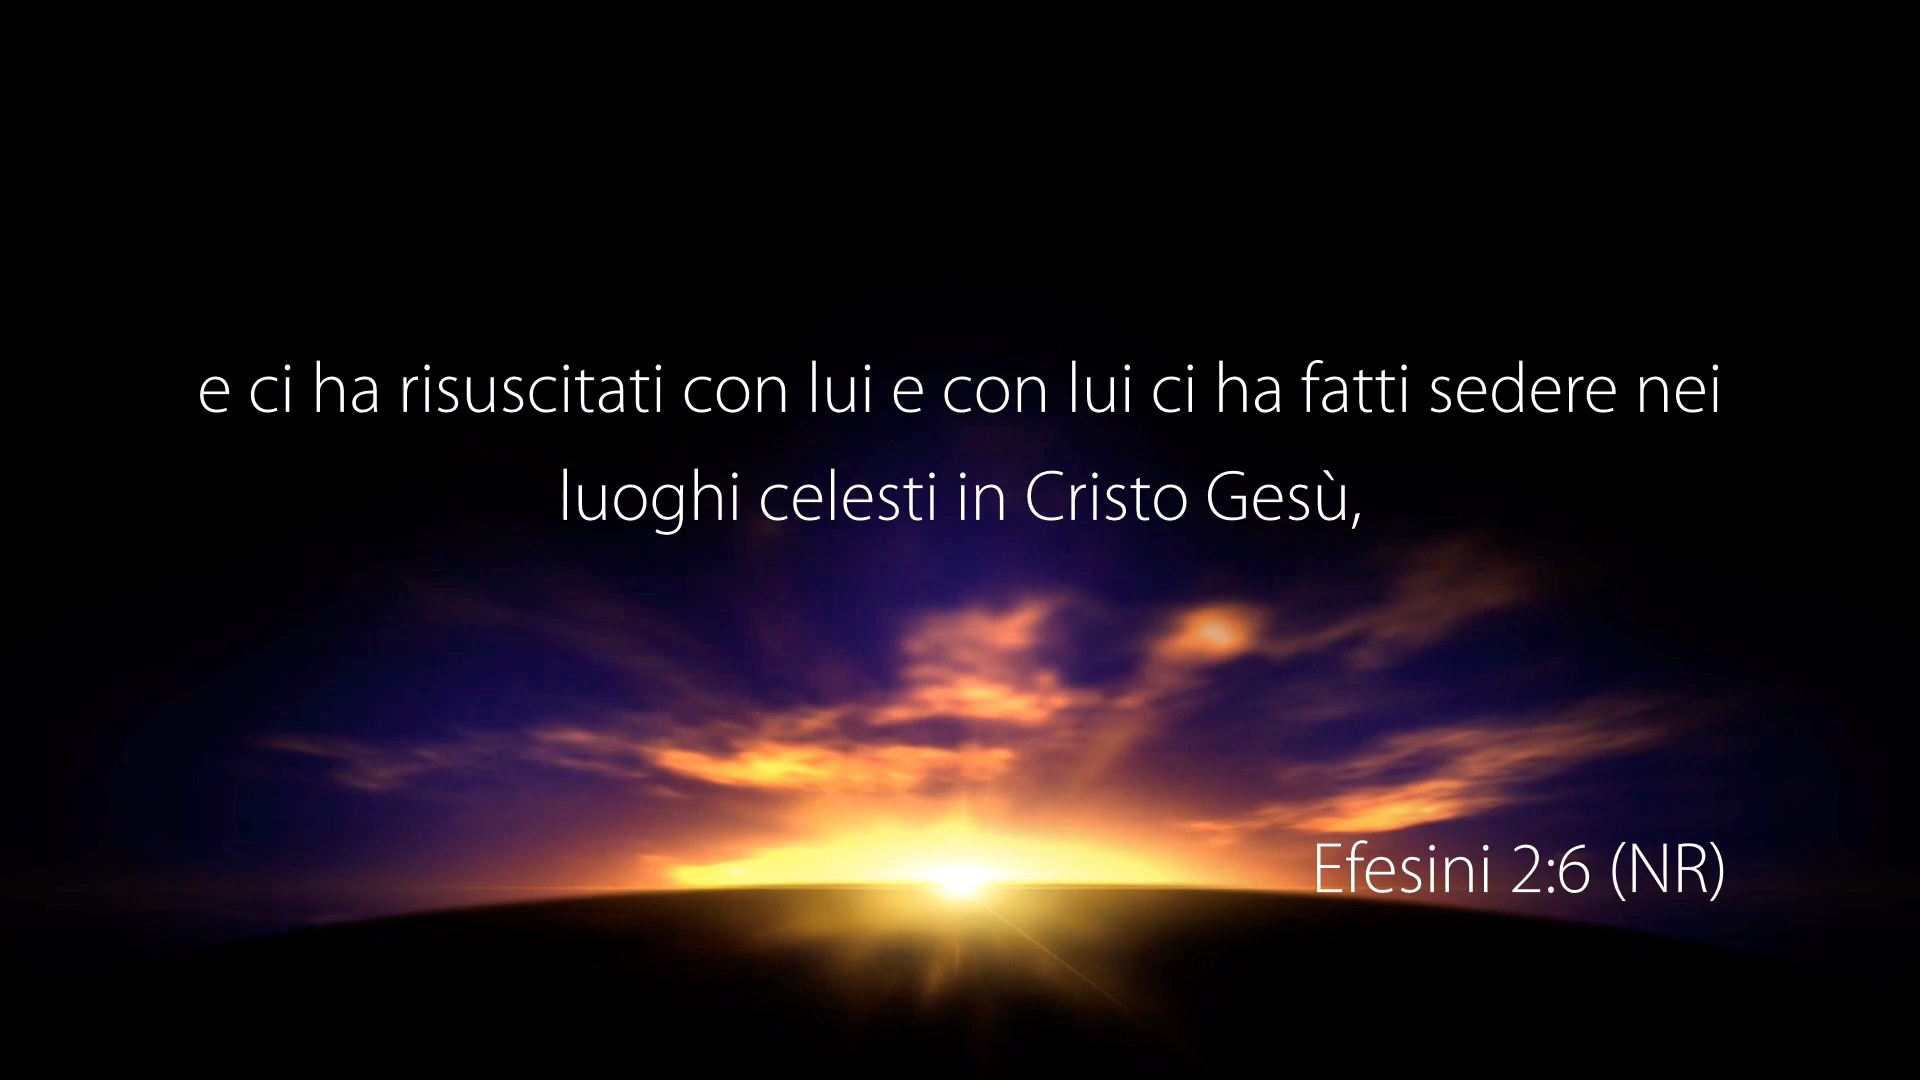 e ci ha risuscitati con lui e con lui ci ha fatti sedere nei
luoghi celesti in Cristo Gesù,
Efesini 2:6 (NR)